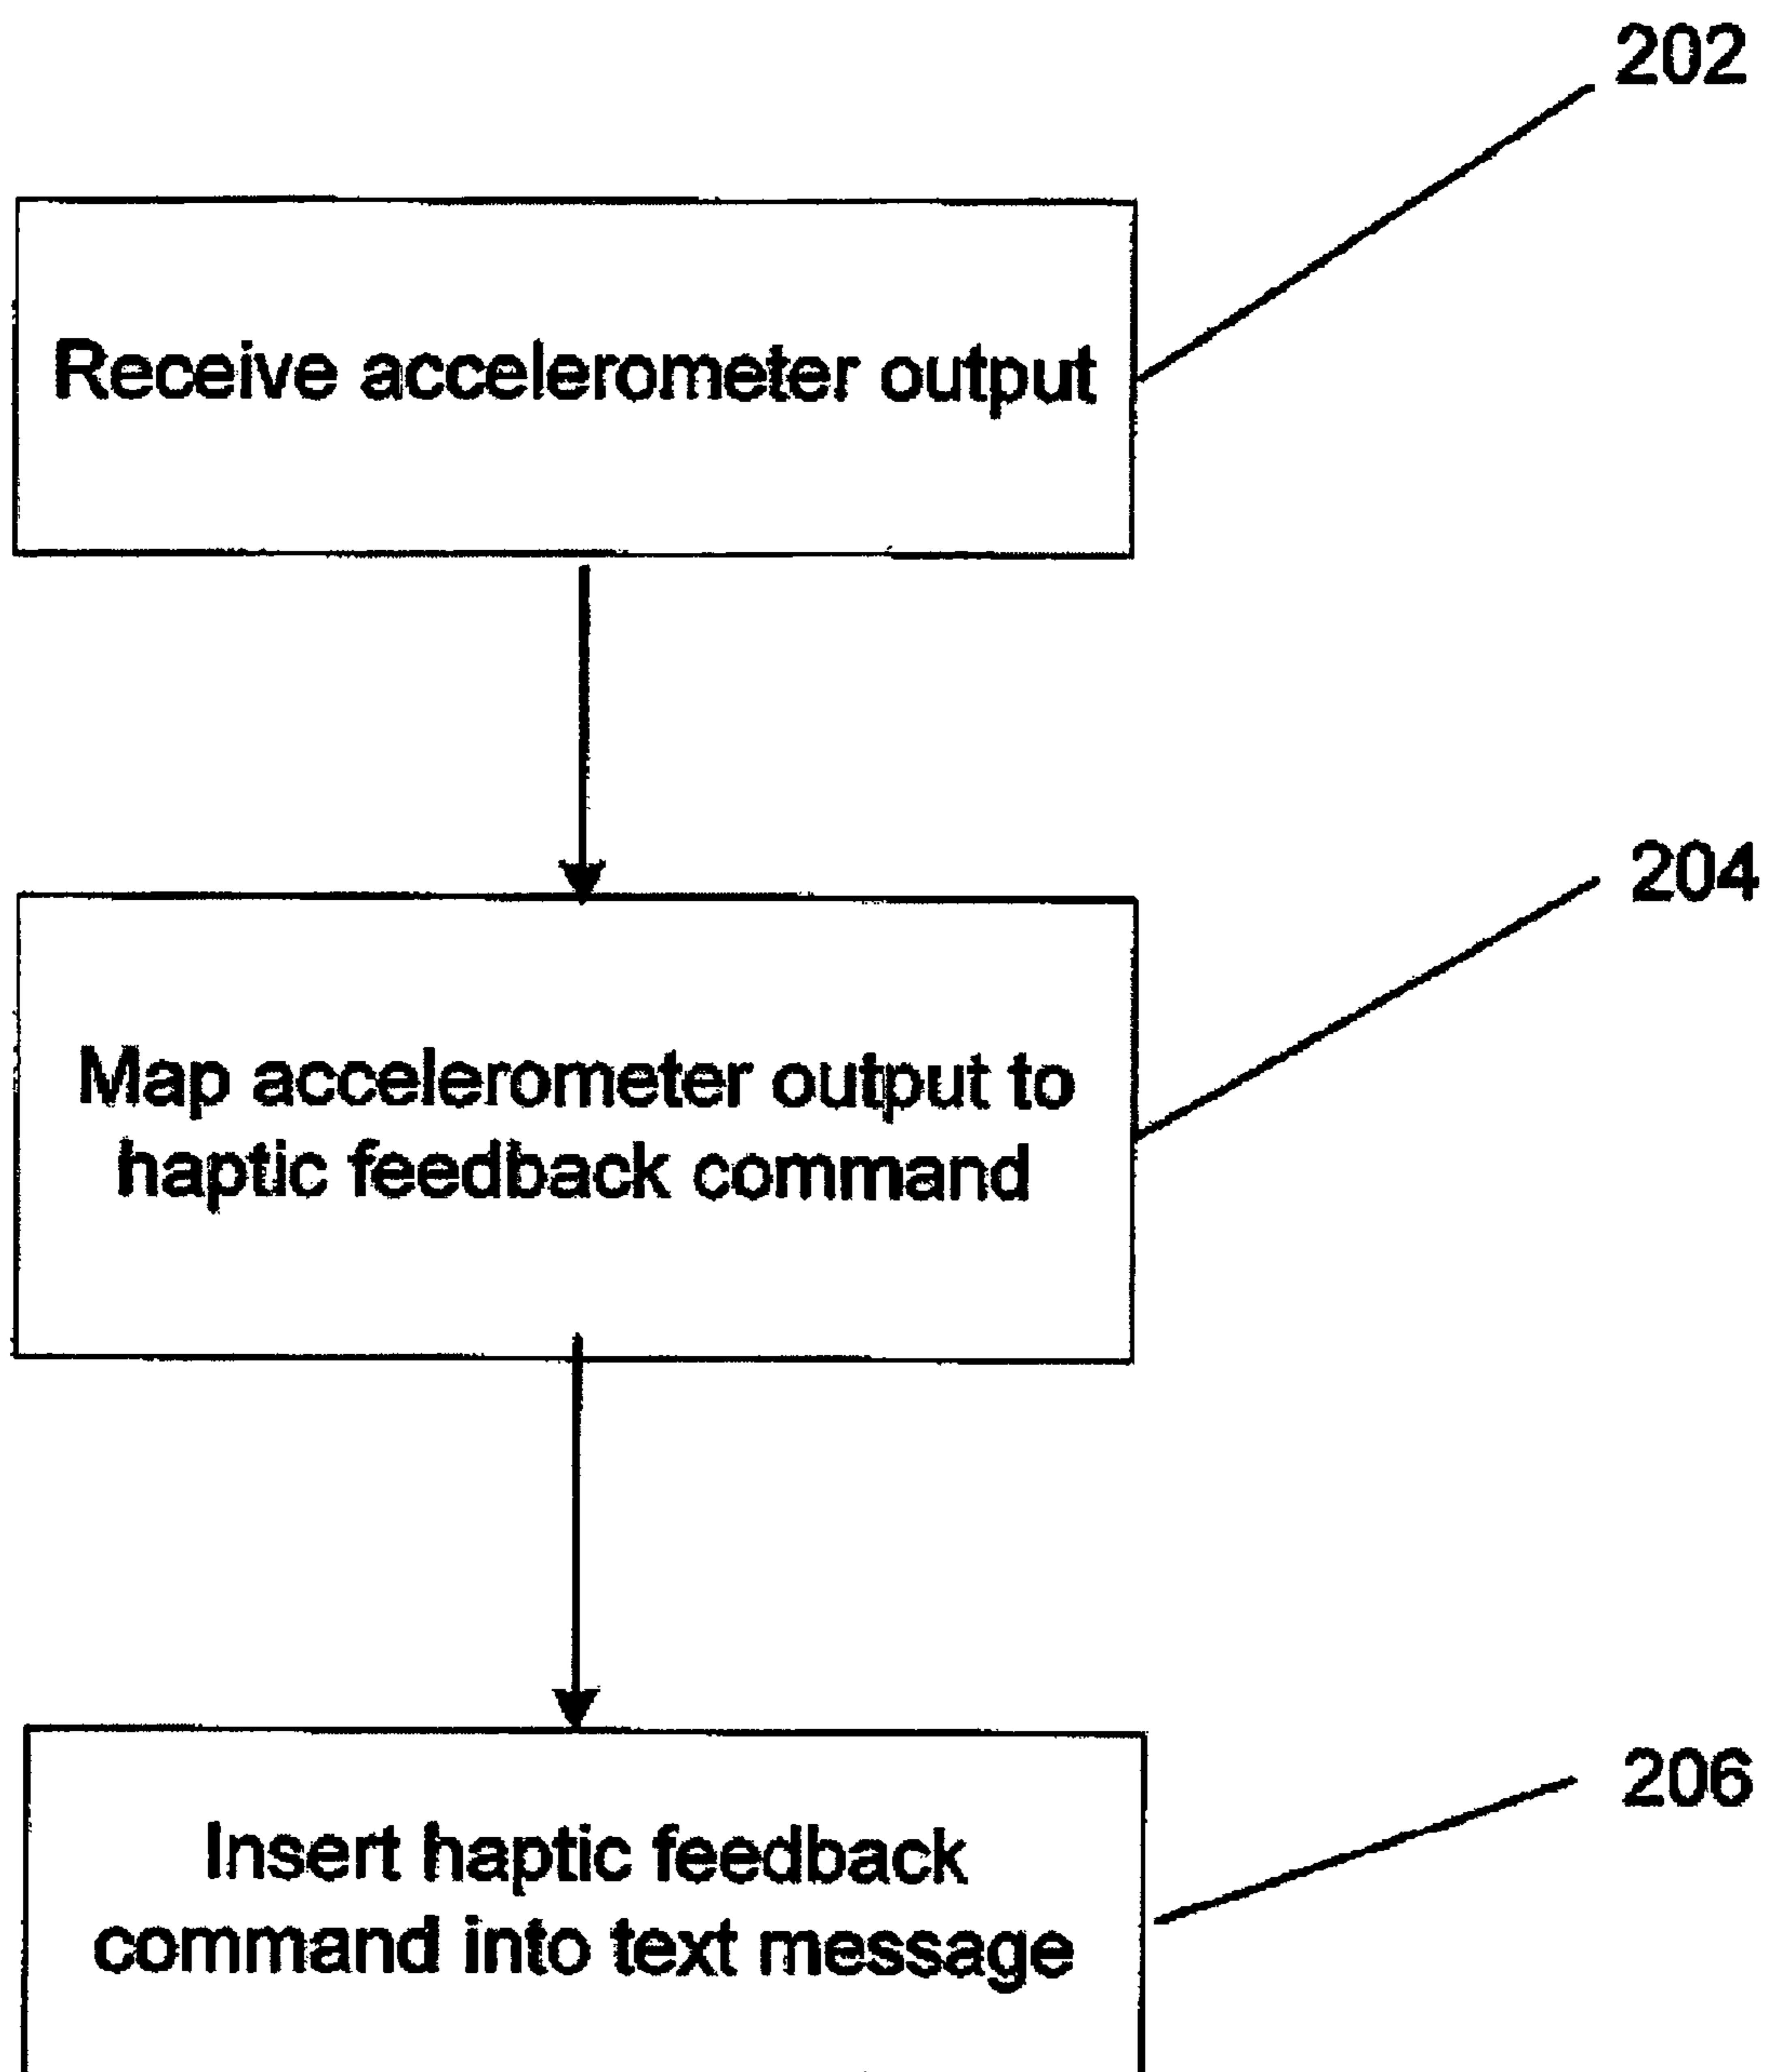 202
Receive accelerometer output
204
Map accelerometer output to
haptic feedback command
206
Insert haptic feedback
command into text message